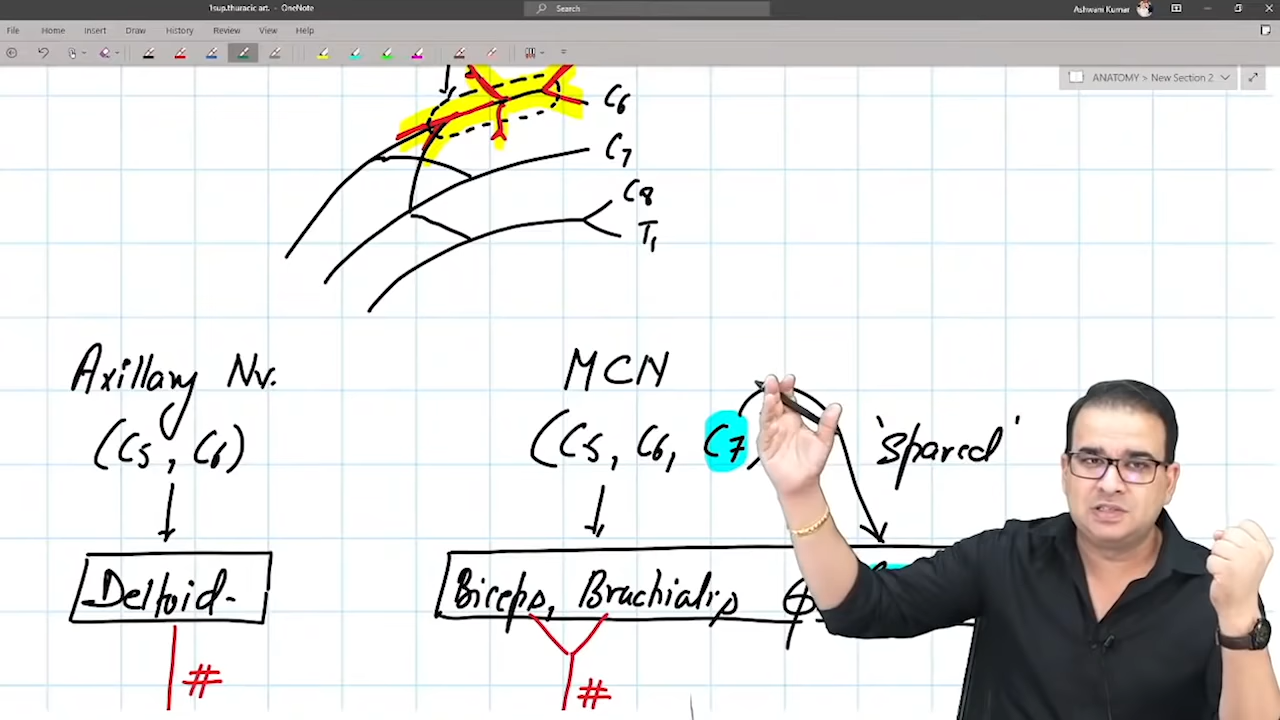 1sup.thoracic art. - OneNote
Search
Ashwani Kumar
File Home Insert Draw History Review View Help
ANATOMY > New Section 2
C6
C7
C8
T1
Axillary Nv.
MCN
(C5, C6)
(C5, C6, C7,
'spared'
Deltoid-
Biceps, Brachialis
#
#